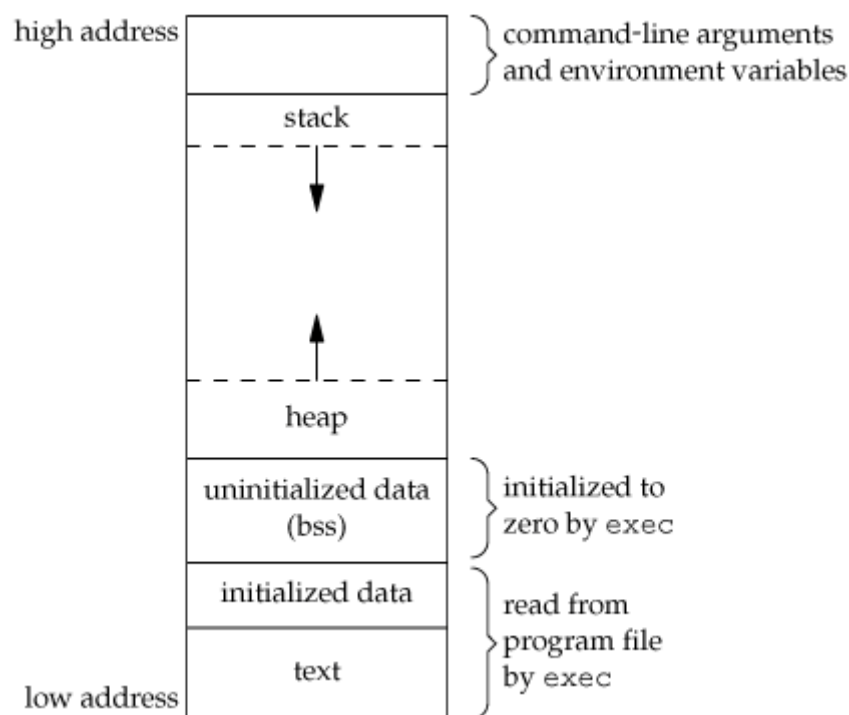 high address
command-line arguments
and environment variables
stack
heap
uninitialized data
(bss)
initialized to
zero by exec
initialized data
read from
program file
by exec
text
low address